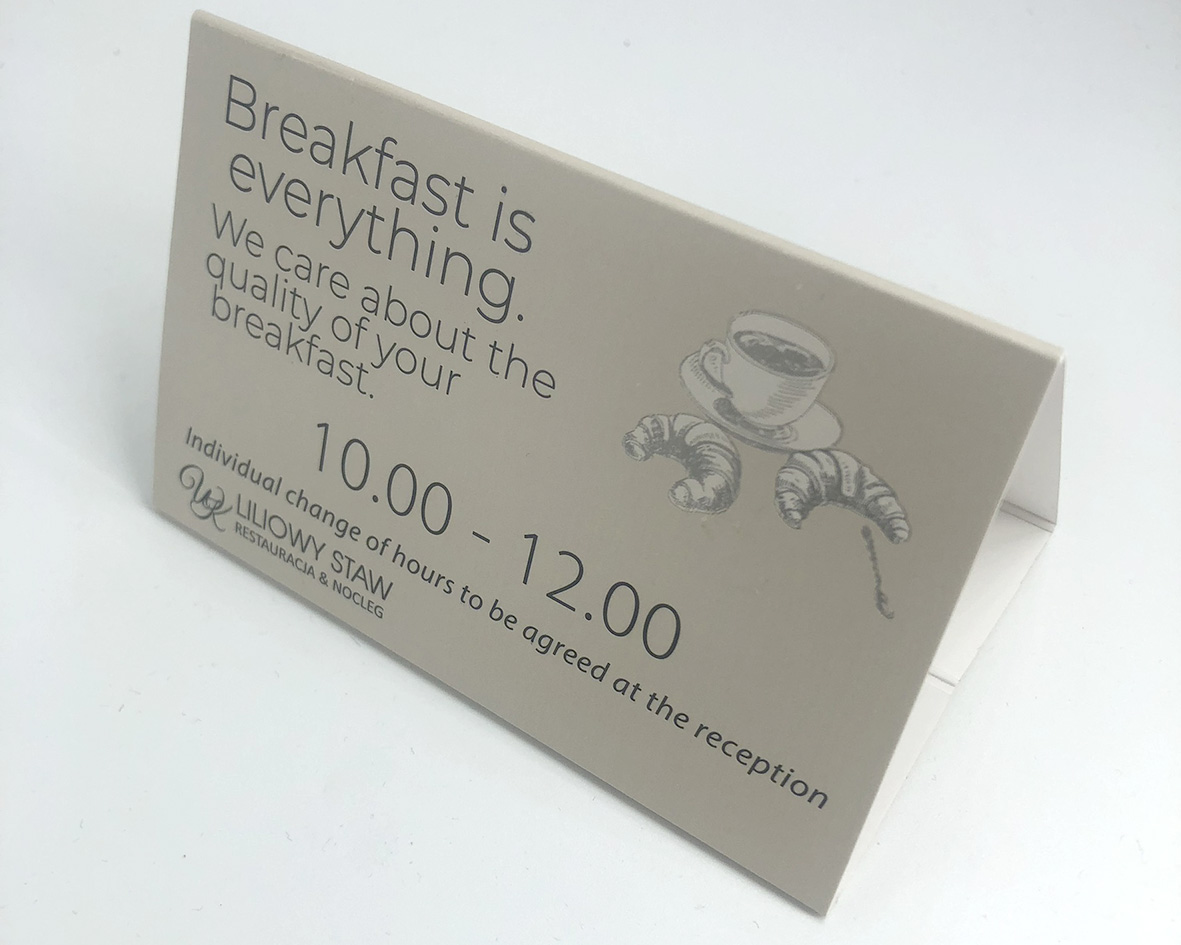 Breakfast is
everything.
We care about the
quality of your
breakfast.
10.00 - 12.00
Individual change of hours to be agreed at the reception
LILIOWY STAW
RESTAURACJA & NOCLEG